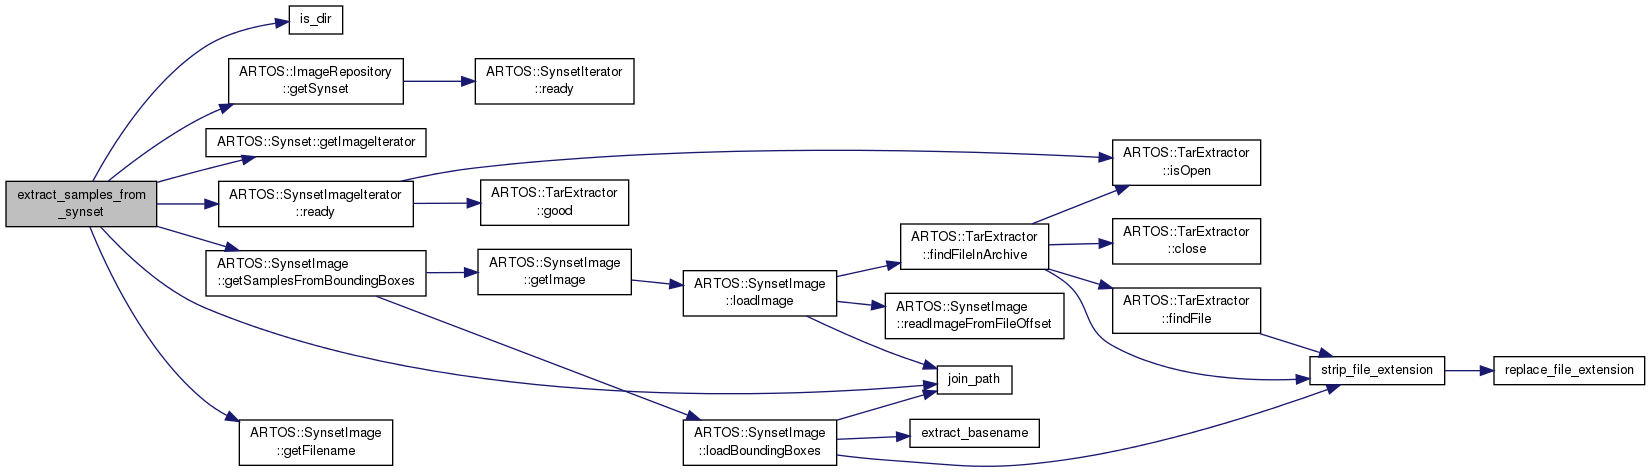 is_dir
ARTOS::ImageRepository
::getSynset
ARTOS::SynsetIterator
::ready
ARTOS::Synset::getImageIterator
ARTOS::TarExtractor
::isOpen
extract_samples_from
_synset
ARTOS::SynsetImageIterator
::ready
ARTOS::TarExtractor
::good
ARTOS::SynsetImage
::getSamplesFromBoundingBoxes
ARTOS::SynsetImage
::getImage
ARTOS::SynsetImage
::loadImage
ARTOS::TarExtractor
::findFileInArchive
ARTOS::TarExtractor
::close
ARTOS::SynsetImage
::readImageFromFileOffset
ARTOS::TarExtractor
::findFile
join_path
strip_file_extension
replace_file_extension
ARTOS::SynsetImage
::getFilename
ARTOS::SynsetImage
::loadBoundingBoxes
extract_basename